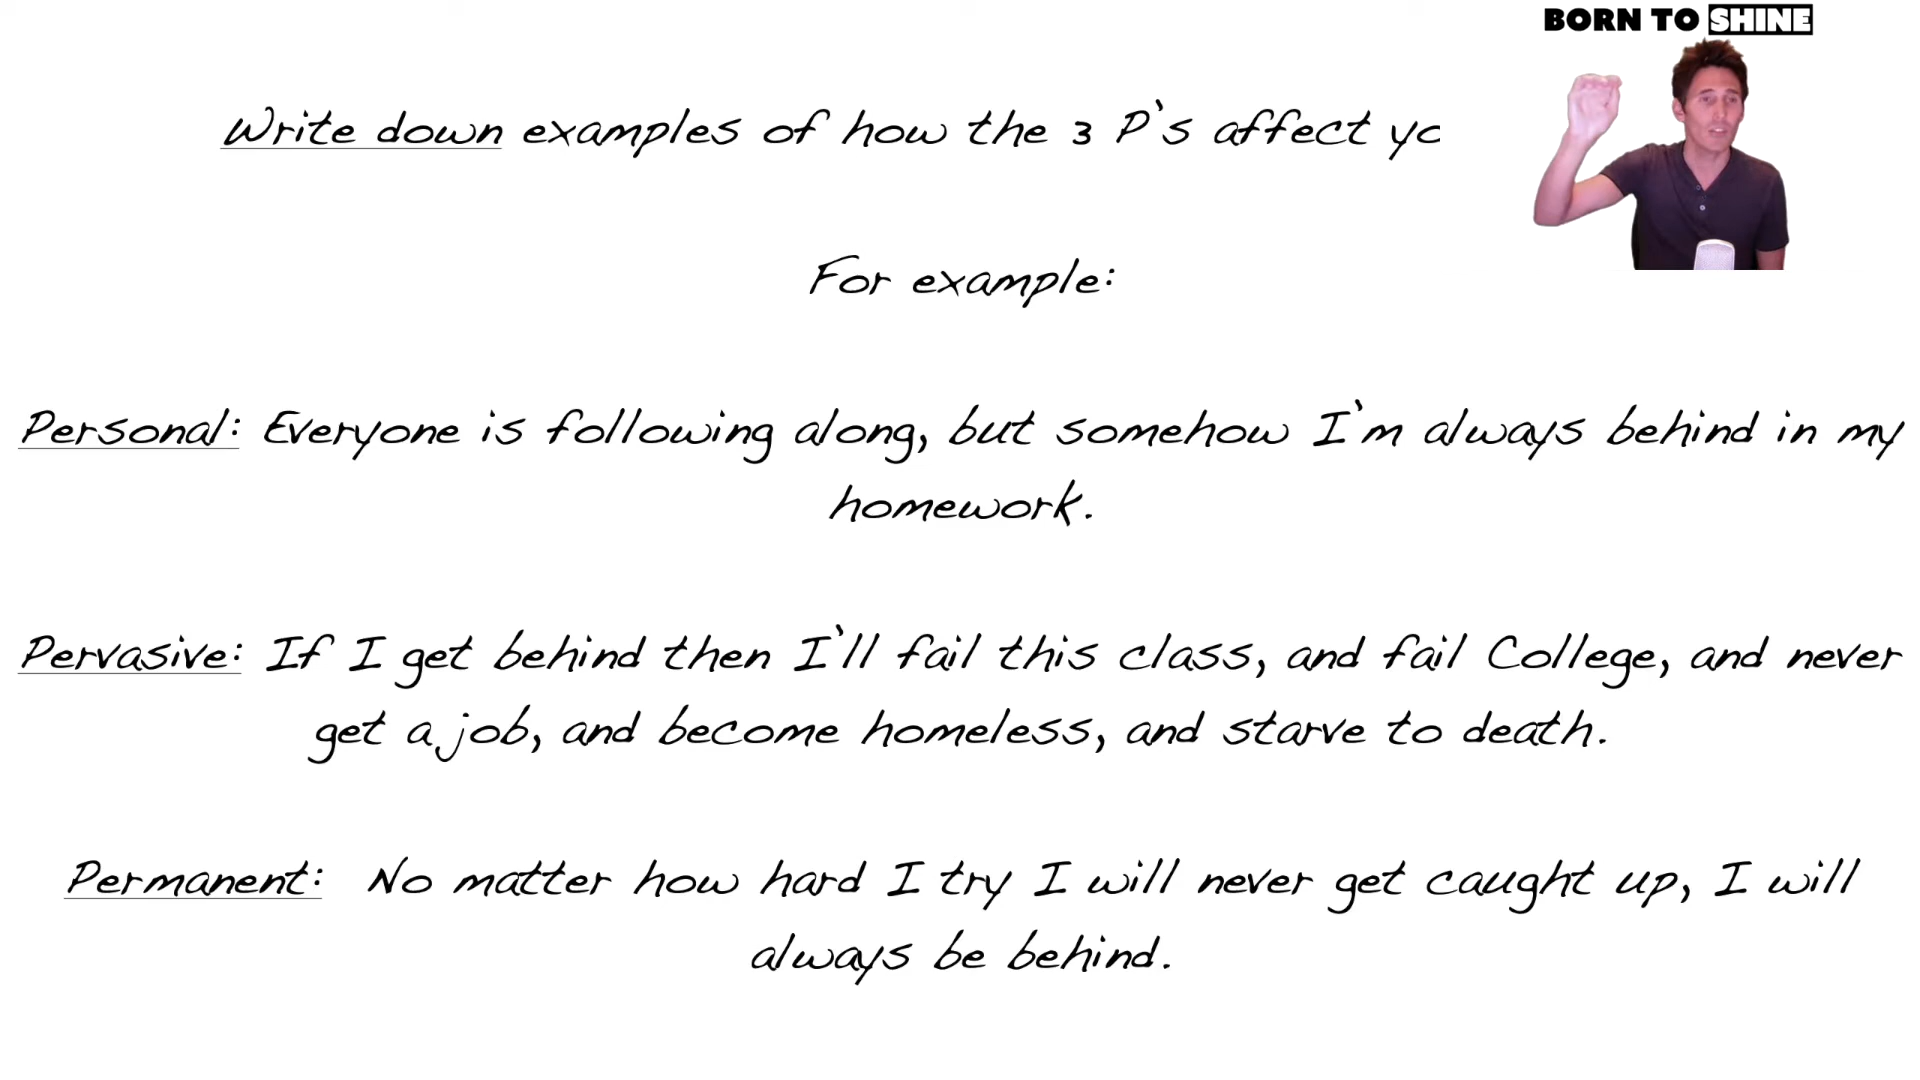 BORN TO SHINE
Write down examples of how the 3 P's affect yo
For example:
Personal: Everyone is following along, but somehow I'm always behind in my
homework.
Pervasive: If I get behind then I'll fail this class, and fail College, and never
get a job, and become homeless, and starve to death.
Permanent: No matter how hard I try I will never get caught up, I will
always be behind.